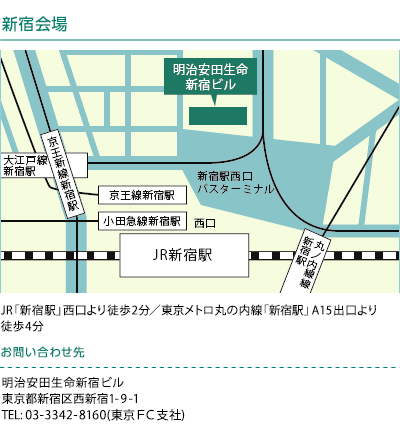 新宿会場
明治安田生命
新宿ビル
京王新線新宿駅
大江戸線
新宿駅
新宿駅西口
バスターミナル
京王線新宿駅
小田急線新宿駅
西口
JR新宿駅
丸ノ内線線
新宿駅
JR「新宿駅」西口より徒歩2分／東京メトロ丸の内線「新宿駅」A15出口より
徒歩4分
お問い合わせ先
明治安田生命新宿ビル
東京都新宿区西新宿1-9-1
TEL: 03-3342-8160(東京ＦＣ支社)